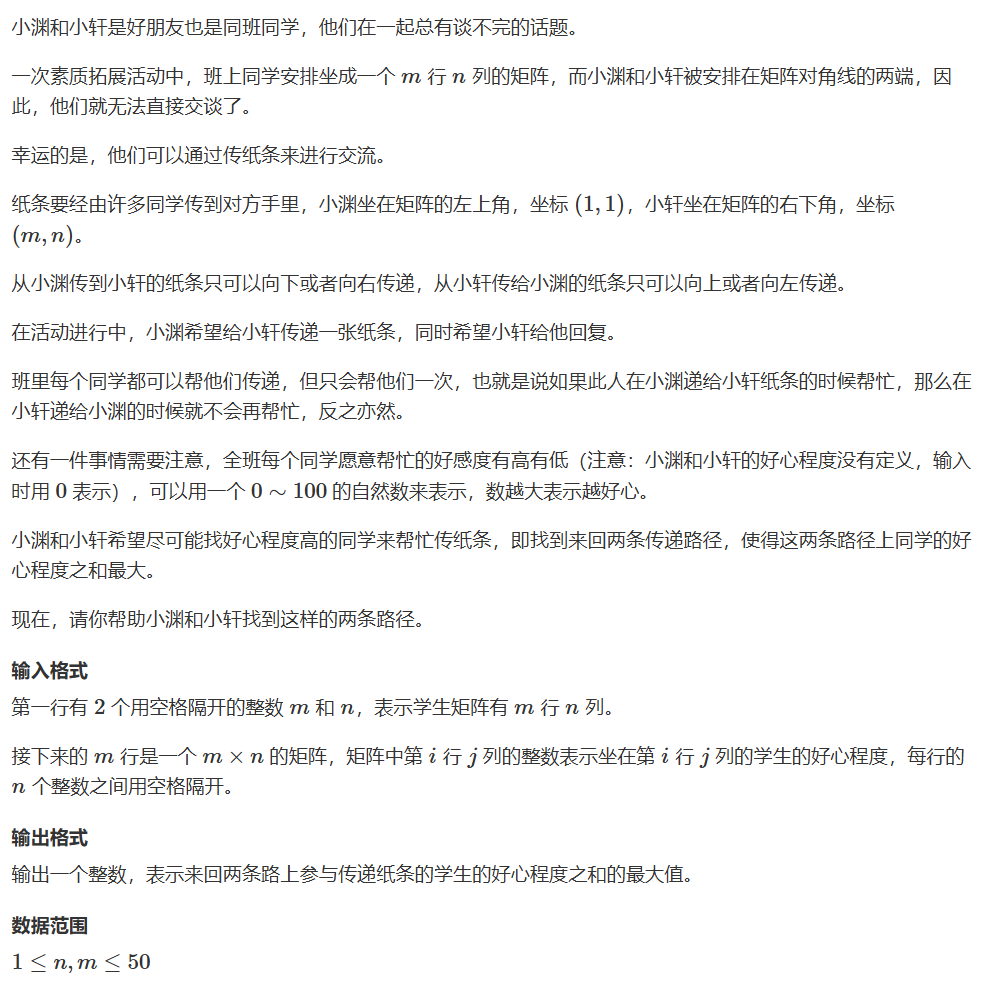 小渊和小轩是好朋友也是同班同学，他们在一起总有谈不完的话题。
一次素质拓展活动中，班上同学安排坐成一个 m 行 n 列的矩阵，而小渊和小轩被安排在矩阵对角线的两端，因
此，他们就无法直接交谈了。
幸运的是，他们可以通过传纸条来进行交流。
纸条要经由许多同学传到对方手里，小渊坐在矩阵的左上角，坐标 (1,1)，小轩坐在矩阵的右下角，坐标
(m,n)。
从小渊传到小轩的纸条只可以向下或者向右传递，从小轩传给小渊的纸条只可以向上或者向左传递。
在活动进行中，小渊希望给小轩传递一张纸条，同时希望小轩给他回复。
班里每个同学都可以帮他们传递，但只会帮他们一次，也就是说如果此人在小渊递给小轩纸条的时候帮忙，那么在
小轩递给小渊的时候就不会再帮忙，反之亦然。
还有一件事情需要注意，全班每个同学愿意帮忙的好感度有高有低（注意：小渊和小轩的好心程度没有定义，输入
时用 0 表示），可以用一个 0 ∼ 100 的自然数来表示，数越大表示越好心。
小渊和小轩希望尽可能找好心程度高的同学来帮忙传纸条，即找到来回两条传递路径，使得这两条路径上同学的好
心程度之和最大。
现在，请你帮助小渊和小轩找到这样的两条路径。
输入格式
第一行有 2 个用空格隔开的整数 m 和 n，表示学生矩阵有 m 行 n 列。
接下来的 m 行是一个 m × n 的矩阵，矩阵中第 i 行 j 列的整数表示坐在第 i 行 j 列的学生的好心程度，每行的
n 个整数之间用空格隔开。
输出格式
输出一个整数，表示来回两条路上参与传递纸条的学生的好心程度之和的最大值。
数据范围
1 ≤ n, m ≤ 50